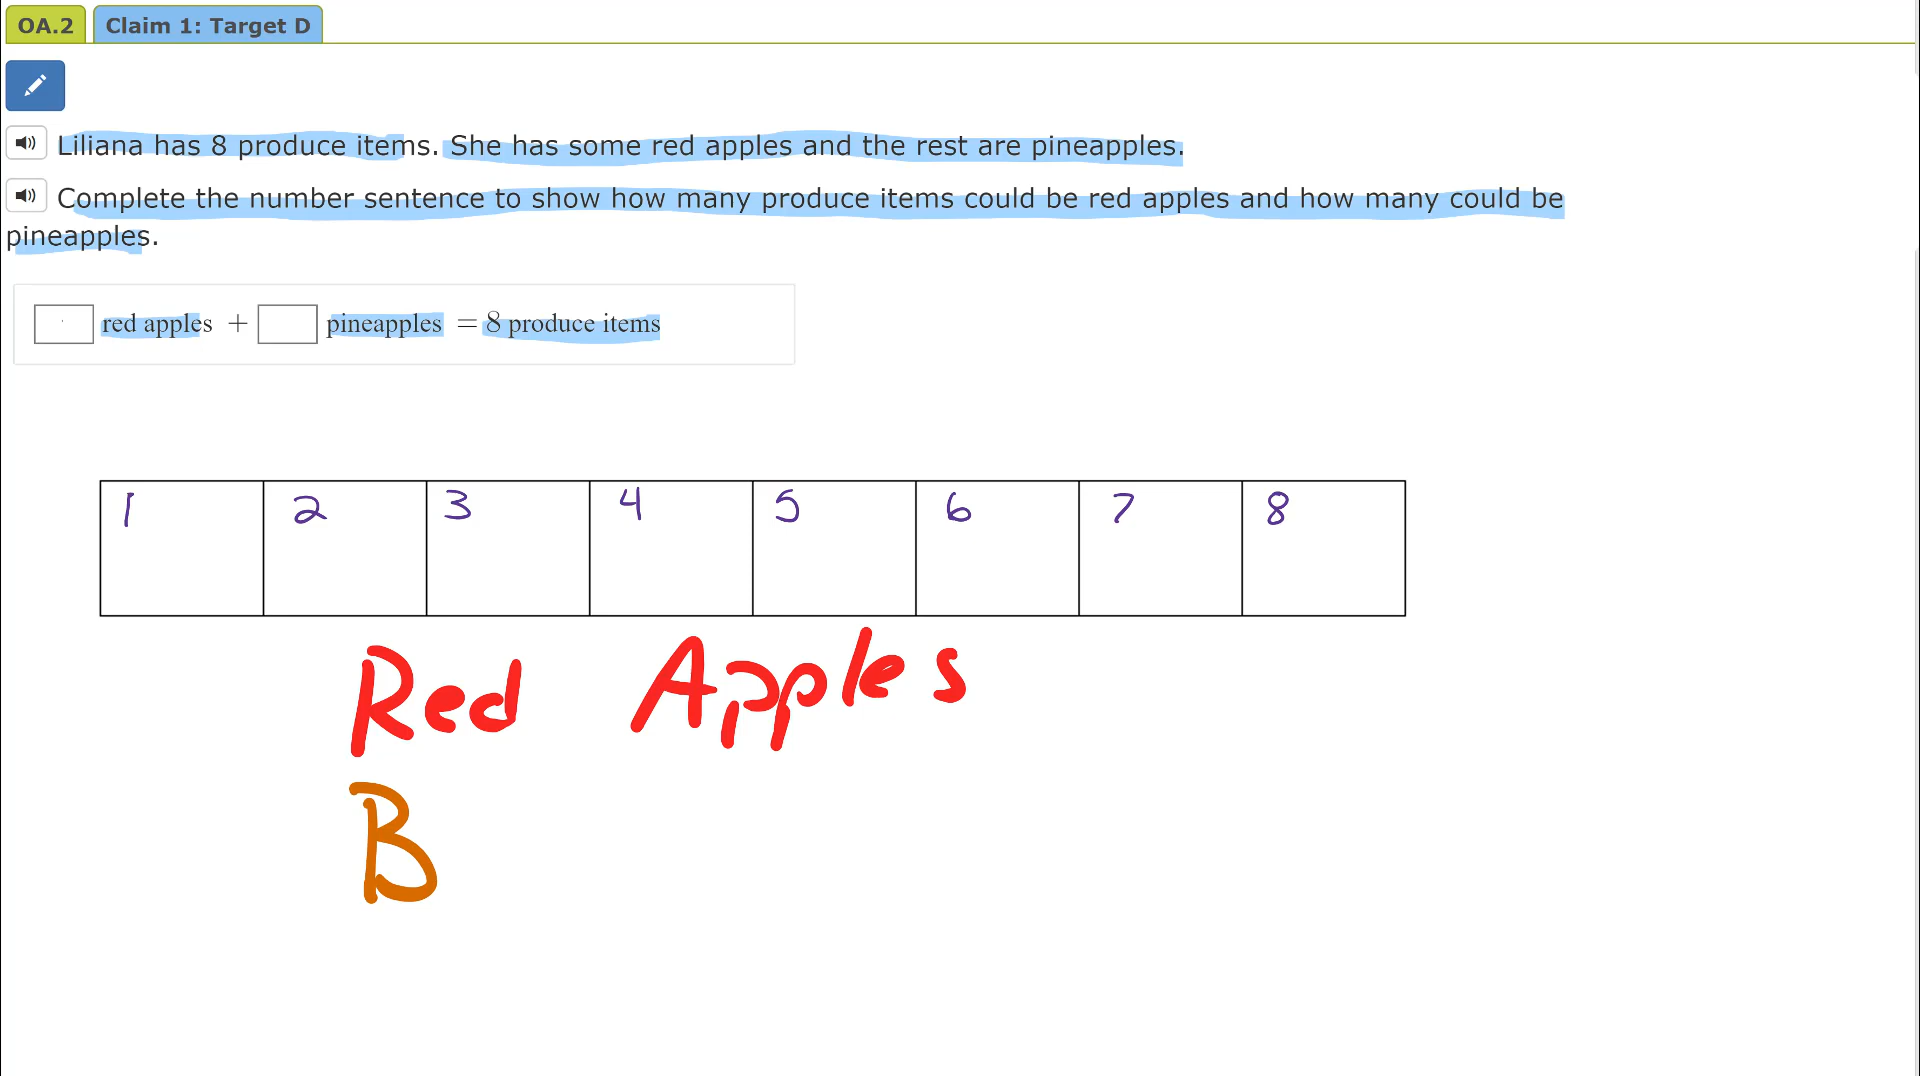 OA.2 Claim 1: Target D
Liliana has 8 produce items. She has some red apples and the rest are pineapples.
Complete the number sentence to show how many produce items could be red apples and how many could be
pineapples.
red apples + pineapples = 8 produce items
1 2 3 4 5 6 7 8
Red Apples
B